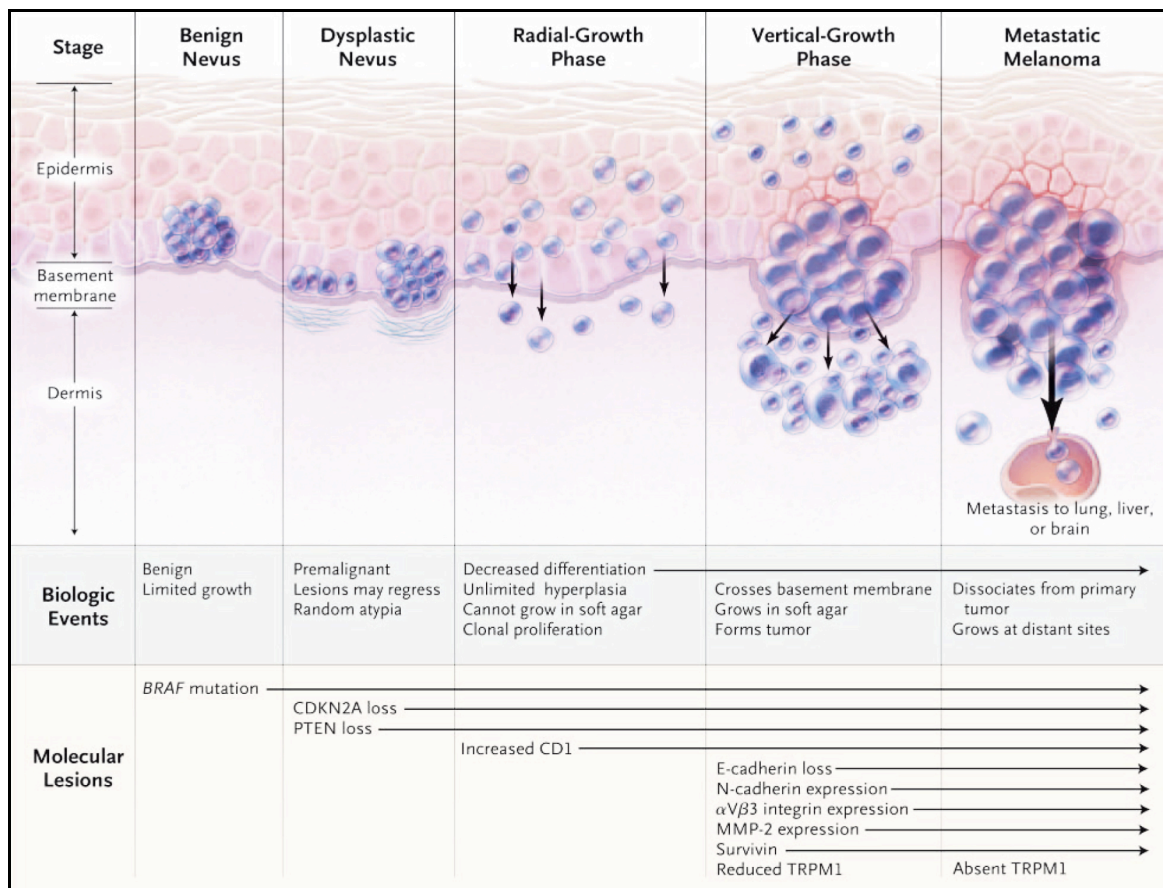 Stage
Benign
Nevus
Dysplastic
Nevus
Radial-Growth
Phase
Vertical-Growth
Phase
Metastatic
Melanoma
Epidermis
Basement
membrane
Dermis
Metastasis to lung, liver,
or brain
Biologic
Events
Benign
Limited growth
Premalignant
Lesions may regress
Random atypia
Decreased differentiation
Unlimited hyperplasia
Cannot grow in soft agar
Clonal proliferation
Crosses basement membrane
Grows in soft agar
Forms tumor
Dissociates from primary
tumor
Grows at distant sites
Molecular
Lesions
BRAF mutation
CDKN2A loss
PTEN loss
Increased CD1
E-cadherin loss
N-cadherin expression
αVβ3 integrin expression
MMP-2 expression
Survivin
Reduced TRPM1
Absent TRPM1